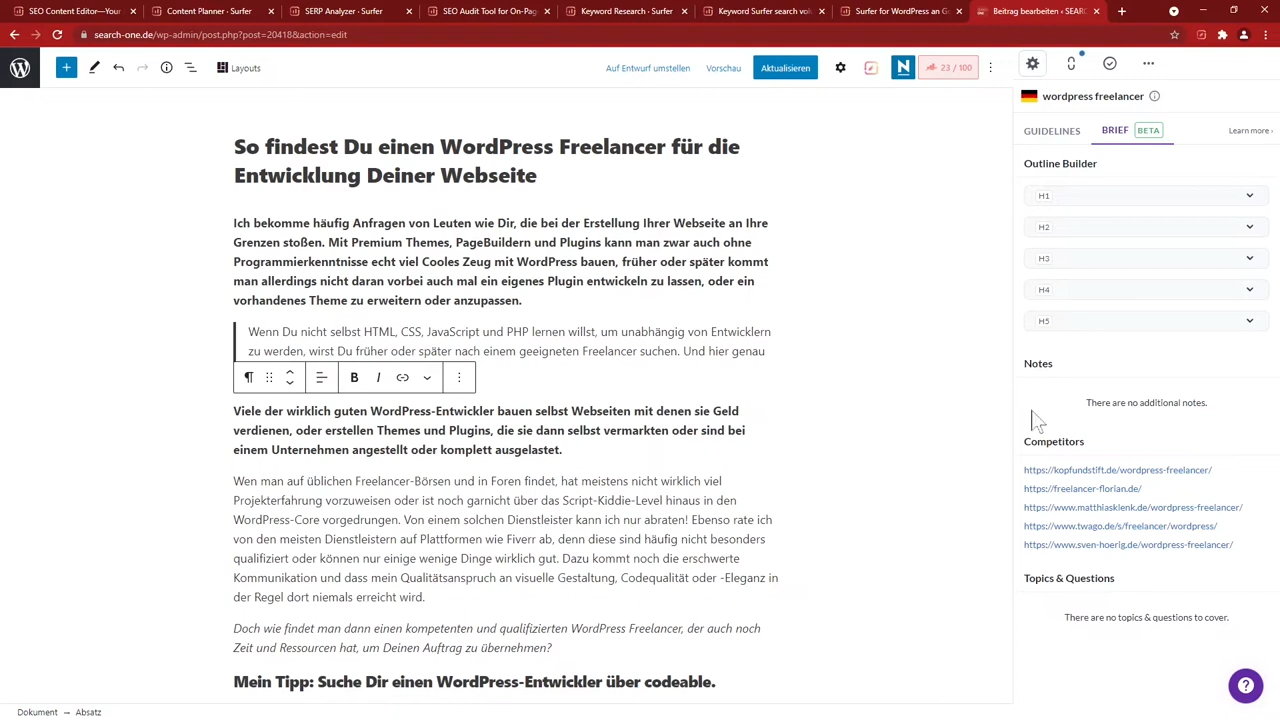 SEO Content Editor—Your
Content Planner - Surfer
SERP Analyzer - Surfer
SEO Audit Tool for On-Page
Keyword Research - Surfer
Keyword Surfer search volu
Surfer for WordPress an G
Beitrag bearbeiten ‹ SEARC
search-one.de/wp-admin/post.php?post=20418&action=edit
Layouts
Auf Entwurf umstellen
Vorschau
Aktualisieren
N
23 / 100
wordpress freelancer
GUIDELINES
BRIEF
BETA
Learn more ›
Outline Builder
H1
H2
H3
H4
H5
Notes
There are no additional notes.
Competitors
https://kopfundstift.de/wordpress-freelancer/
https://freelancer-florian.de/
https://www.matthiasklenk.de/wordpress-freelancer/
https://www.twago.de/s/freelancer/wordpress/
https://www.sven-hoerig.de/wordpress-freelancer/
Topics & Questions
There are no topics & questions to cover.
So findest Du einen WordPress Freelancer für die
Entwicklung Deiner Webseite
Ich bekomme häufig Anfragen von Leuten wie Dir, die bei der Erstellung Ihrer Webseite an Ihre
Grenzen stoßen. Mit Premium Themes, PageBuildern und Plugins kann man zwar auch ohne
Programmierkenntnisse echt viel Cooles Zeug mit WordPress bauen, früher oder später kommt
man allerdings nicht daran vorbei auch mal ein eigenes Plugin entwickeln zu lassen, oder ein
vorhandenes Theme zu erweitern oder anzupassen.
Wenn Du nicht selbst HTML, CSS, JavaScript und PHP lernen willst, um unabhängig von Entwicklern
zu werden, wirst Du früher oder später nach einem geeigneten Freelancer suchen. Und hier genau
B I
Viele der wirklich guten WordPress-Entwickler bauen selbst Webseiten mit denen sie Geld
verdienen, oder erstellen Themes und Plugins, die sie dann selbst vermarkten oder sind bei
einem Unternehmen angestellt oder komplett ausgelastet.
Wen man auf üblichen Freelancer-Börsen und in Foren findet, hat meistens nicht wirklich viel
Projekterfahrung vorzuweisen oder ist noch garnicht über das Script-Kiddie-Level hinaus in den
WordPress-Core vorgedrungen. Von einem solchen Dienstleister kann ich nur abraten! Ebenso rate ich
von den meisten Dienstleistern auf Plattformen wie Fiverr ab, denn diese sind häufig nicht besonders
qualifiziert oder können nur einige wenige Dinge wirklich gut. Dazu kommt noch die erschwerte
Kommunikation und dass mein Qualitätsanspruch an visuelle Gestaltung, Codequalität oder -Eleganz in
der Regel dort niemals erreicht wird.
Doch wie findet man dann einen kompetenten und qualifizierten WordPress Freelancer, der auch noch
Zeit und Ressourcen hat, um Deinen Auftrag zu übernehmen?
Mein Tipp: Suche Dir einen WordPress-Entwickler über codeable.
Dokument → Absatz